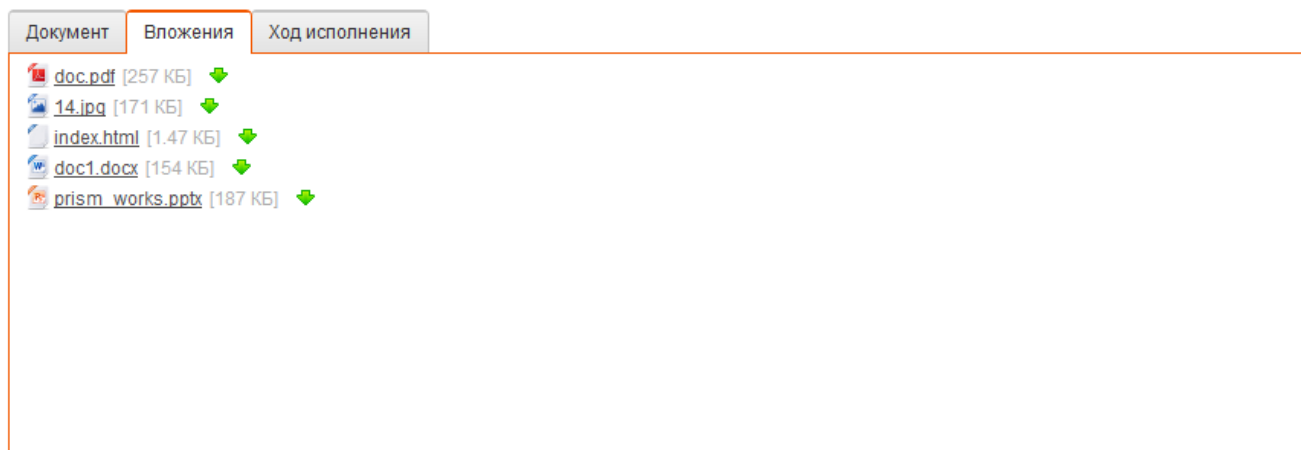 Документ Вложения Ход исполнения
doc.pdf [257 КБ]
14.jpg [171 КБ]
index.html [1.47 КБ]
doc1.docx [154 КБ]
prism_works.pptx [187 КБ]